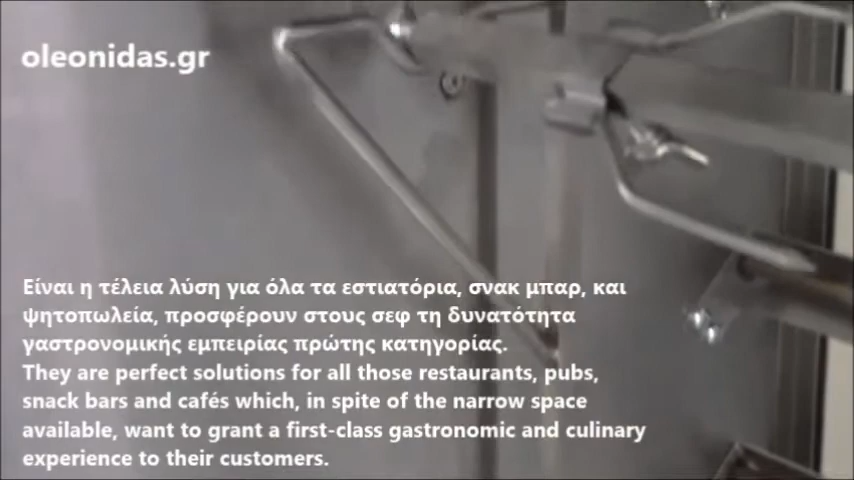 oleonidas.gr
Είναι η τέλεια λύση για όλα τα εστιατόρια, σνακ μπαρ, και
ψητοπωλεία, προσφέρουν στους σεφ τη δυνατότητα
γαστρονομικής εμπειρίας πρώτης κατηγορίας.
They are perfect solutions for all those restaurants, pubs,
snack bars and cafés which, in spite of the narrow space
available, want to grant a first-class gastronomic and culinary
experience to their customers.